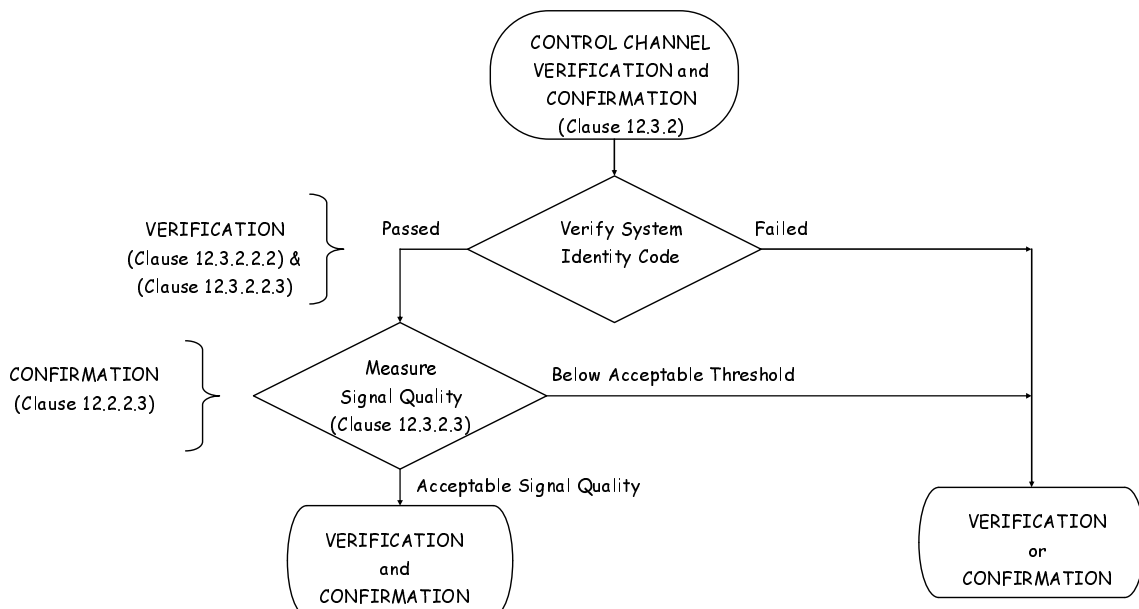 CONTROL CHANNEL
VERIFICATION and
CONFIRMATION
(Clause 12.3.2)
VERIFICATION
(Clause 12.3.2.2.2) &
(Clause 12.3.2.2.3)
Passed
Verify System
Identity Code
Failed
CONFIRMATION
(Clause 12.2.2.3)
Measure
Signal Quality
(Clause 12.3.2.3)
Below Acceptable Threshold
Acceptable Signal Quality
VERIFICATION
and
CONFIRMATION
VERIFICATION
or
CONFIRMATION